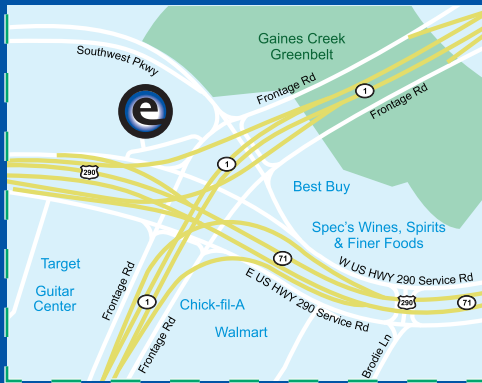 Gaines Creek
Greenbelt
Southwest Pkwy
Frontage Rd
1
Frontage Rd
e
1
290
Best Buy
Spec's Wines, Spirits
& Finer Foods
71
W US HWY 290 Service Rd
Target
Guitar
Center
Frontage Rd
1
Frontage Rd
Chick-fil-A
Walmart
E US HWY 290 Service Rd
290
71
Brodie Ln